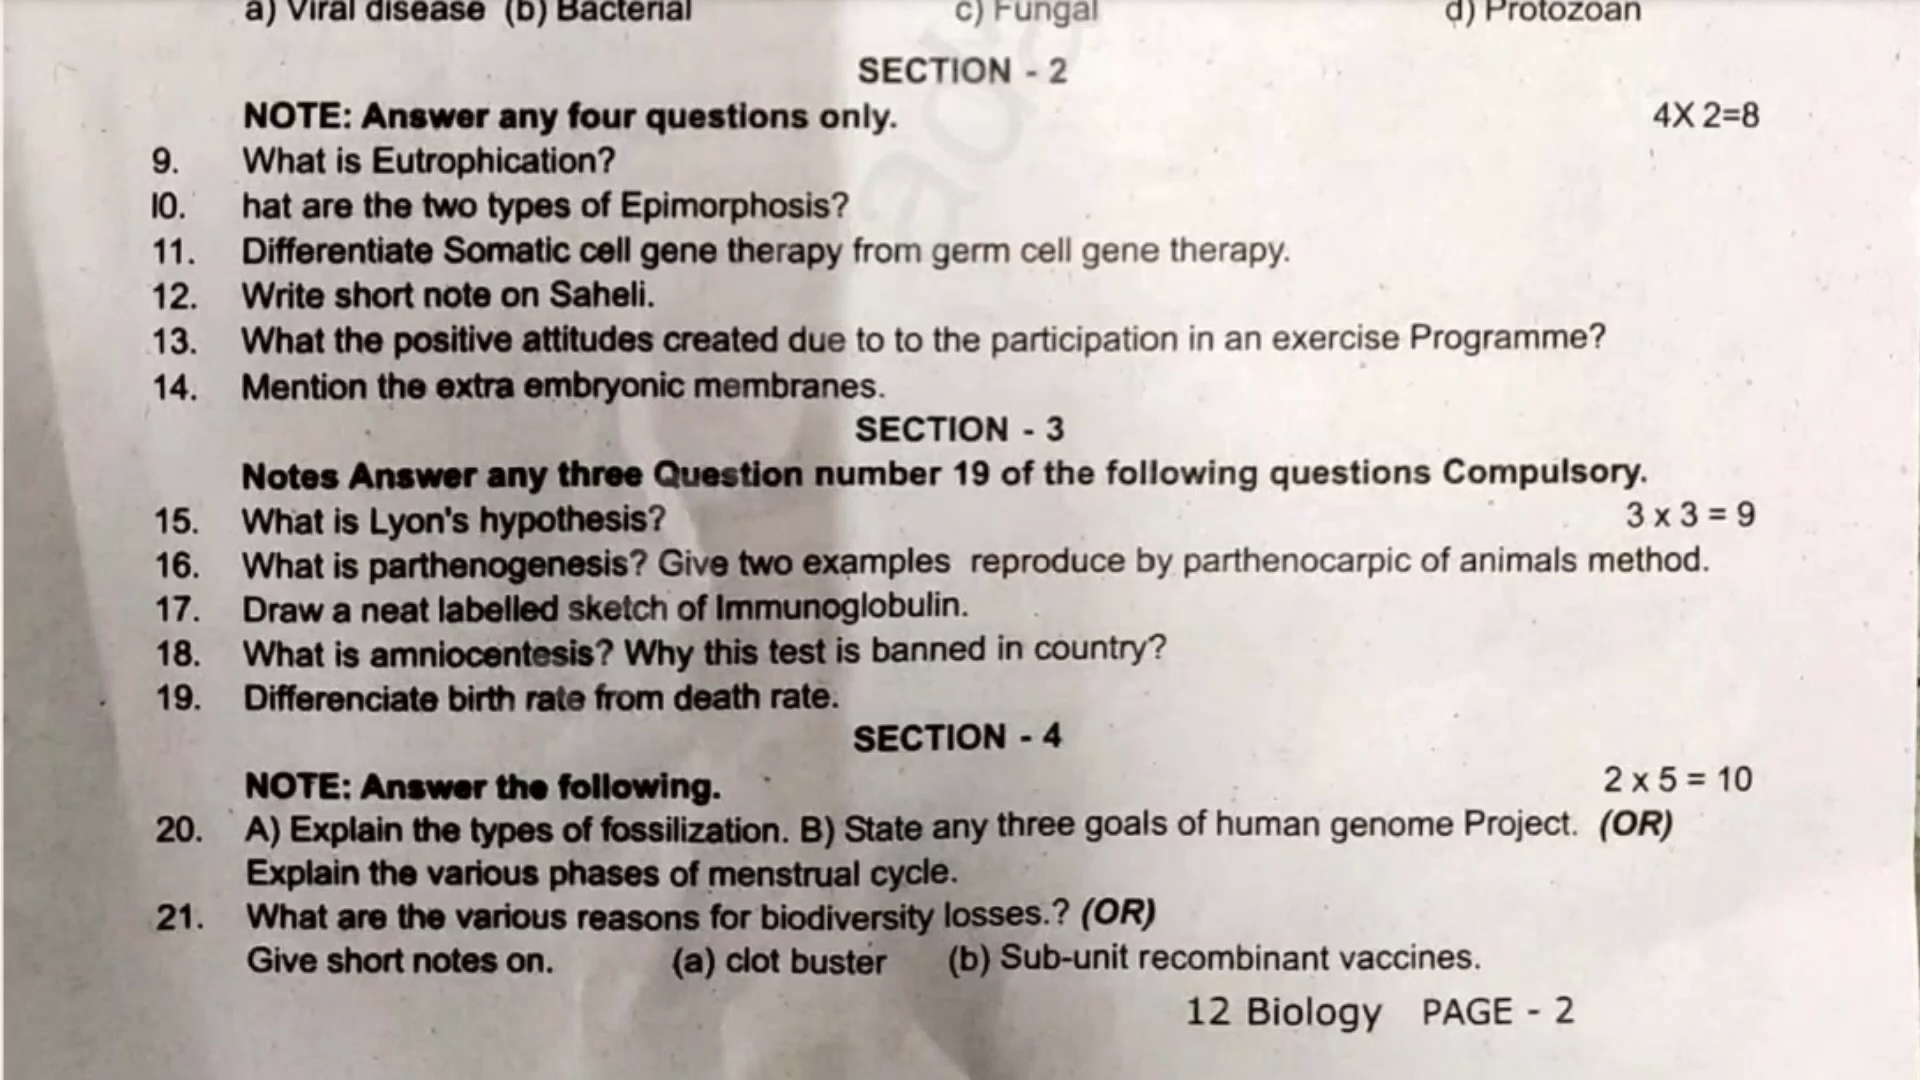 a) Viral disease (b) Bacterial c) Fungal d) Protozoan
SECTION - 2
NOTE: Answer any four questions only. 4X 2=8
9. What is Eutrophication?
l0. hat are the two types of Epimorphosis?
11. Differentiate Somatic cell gene therapy from germ cell gene therapy.
12. Write short note on Saheli.
13. What the positive attitudes created due to to the participation in an exercise Programme?
14. Mention the extra embryonic membranes.
SECTION - 3
Notes Answer any three Question number 19 of the following questions Compulsory.
15. What is Lyon's hypothesis? 3 x 3 = 9
16. What is parthenogenesis? Give two examples reproduce by parthenocarpic of animals method.
17. Draw a neat labelled sketch of Immunoglobulin.
18. What is amniocentesis? Why this test is banned in country?
19. Differenciate birth rate from death rate.
SECTION - 4
NOTE: Answer the following. 2 x 5 = 10
20. A) Explain the types of fossilization. B) State any three goals of human genome Project. (OR)
Explain the various phases of menstrual cycle.
21. What are the various reasons for biodiversity losses.? (OR)
Give short notes on. (a) clot buster (b) Sub-unit recombinant vaccines.
12 Biology PAGE - 2